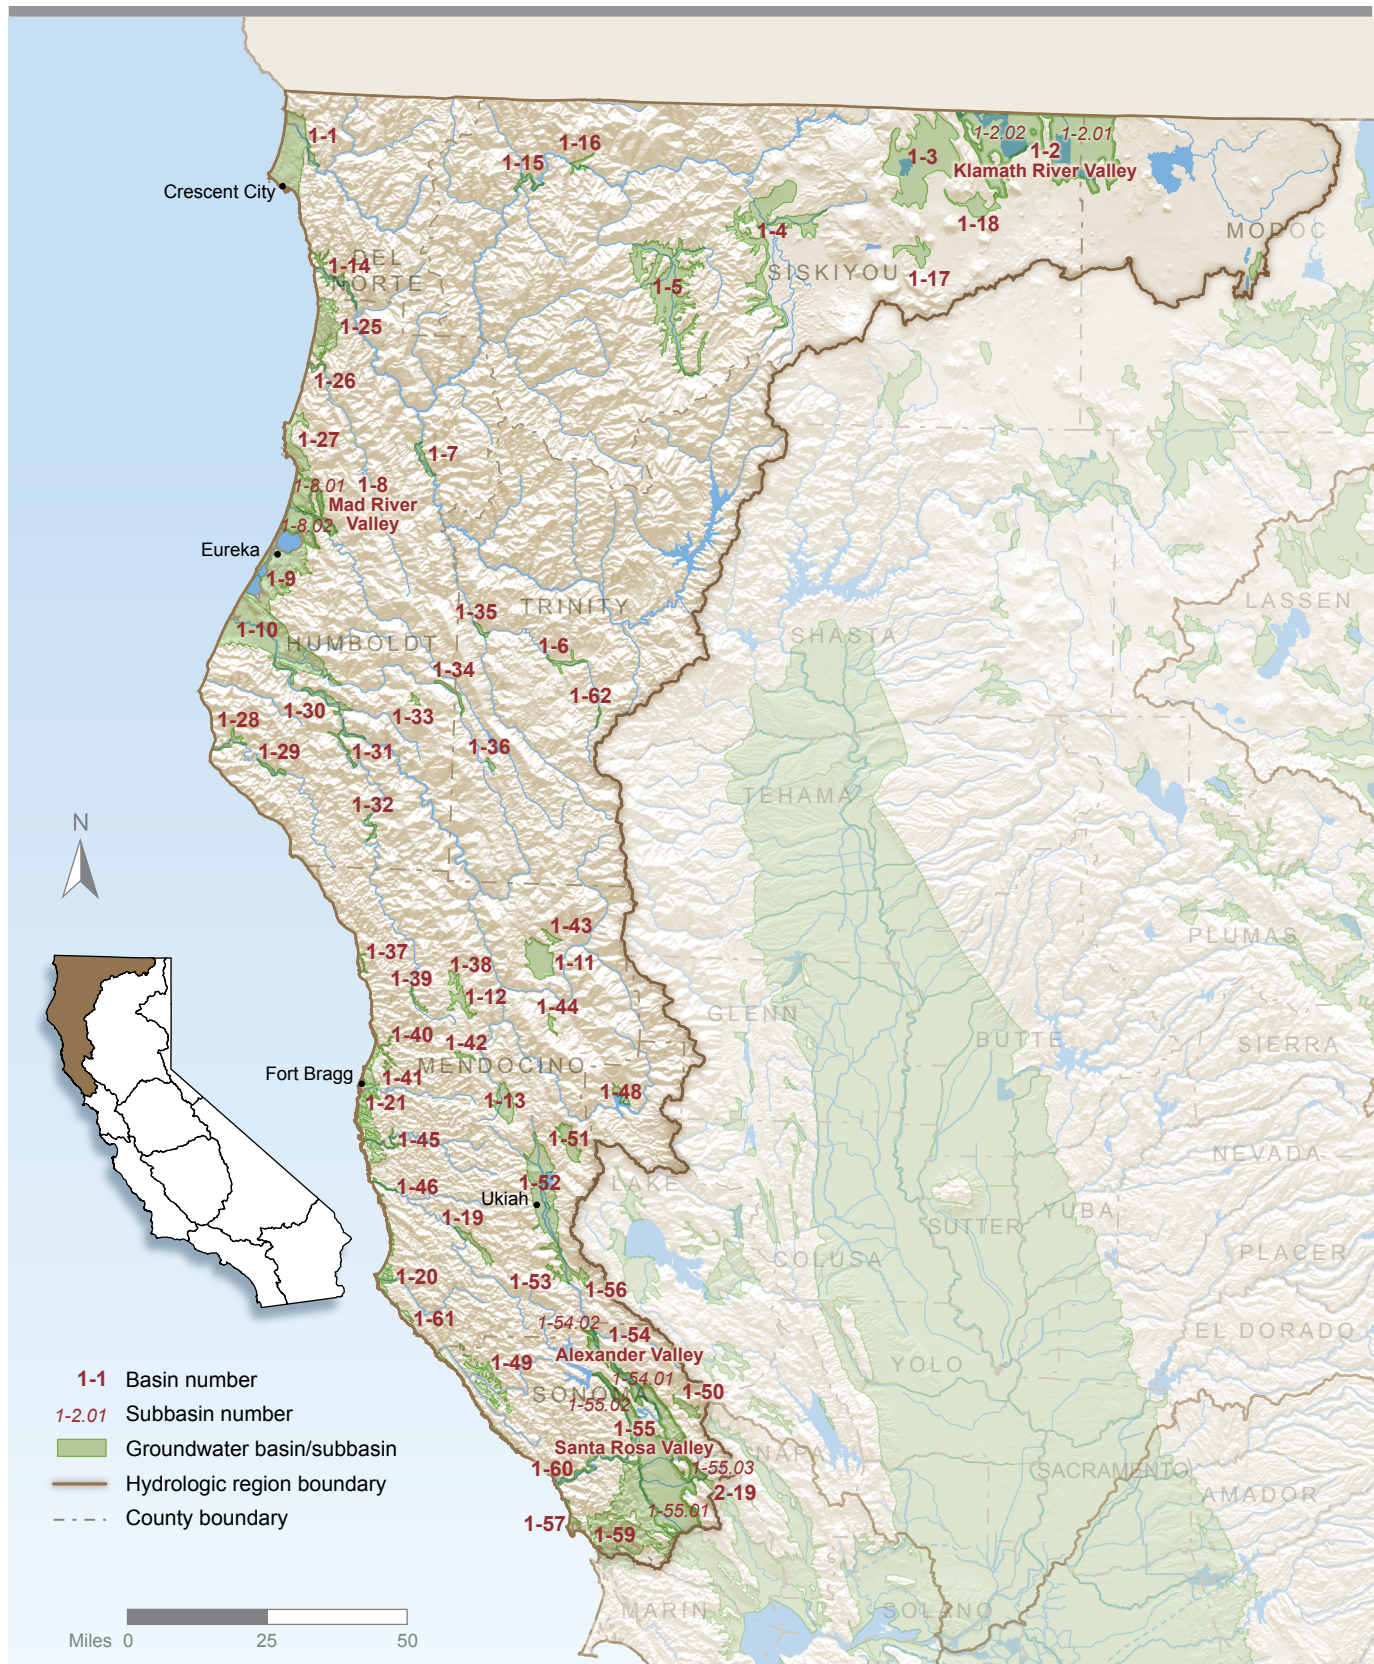 1-1
1-16
1-15
1-2.02
1-2.01
1-3
1-2
Klamath River Valley
Crescent City
1-18
1-4
MODOC
1-14
DEL
NORTE
SISKIYOU
1-17
1-5
1-25
1-26
1-27
1-7
1-8.01
1-8
Mad River
Valley
1-8.02
Eureka
1-9
LASSEN
1-35
TRINITY
1-10
HUMBOLDT
SHASTA
1-6
1-34
1-62
1-30
1-33
1-28
1-29
1-31
1-36
TEHAMA
1-32
N
1-43
PLUMAS
1-37
1-38
1-11
1-39
1-12
1-44
GLENN
1-40
1-42
BUTTE
SIERRA
MENDOCINO
Fort Bragg
1-41
1-48
1-21
1-13
1-45
1-51
NEVADA
1-46
1-52
LAKE
Ukiah
YUBA
1-19
SUTTER
PLACER
COLUSA
1-20
1-53
1-56
1-61
1-54.02
1-54
EL DORADO
Alexander Valley
1-49
YOLO
1-54.01
SONOMA
1-50
1-55.02
1-55
Santa Rosa Valley
NAPA
1-60
1-55.03
SACRAMENTO
2-19
AMADOR
1-55.01
1-57
1-59
MARIN
SOLANO
1-1 Basin number
1-2.01 Subbasin number
Groundwater basin/subbasin
Hydrologic region boundary
County boundary
Miles 0 25 50